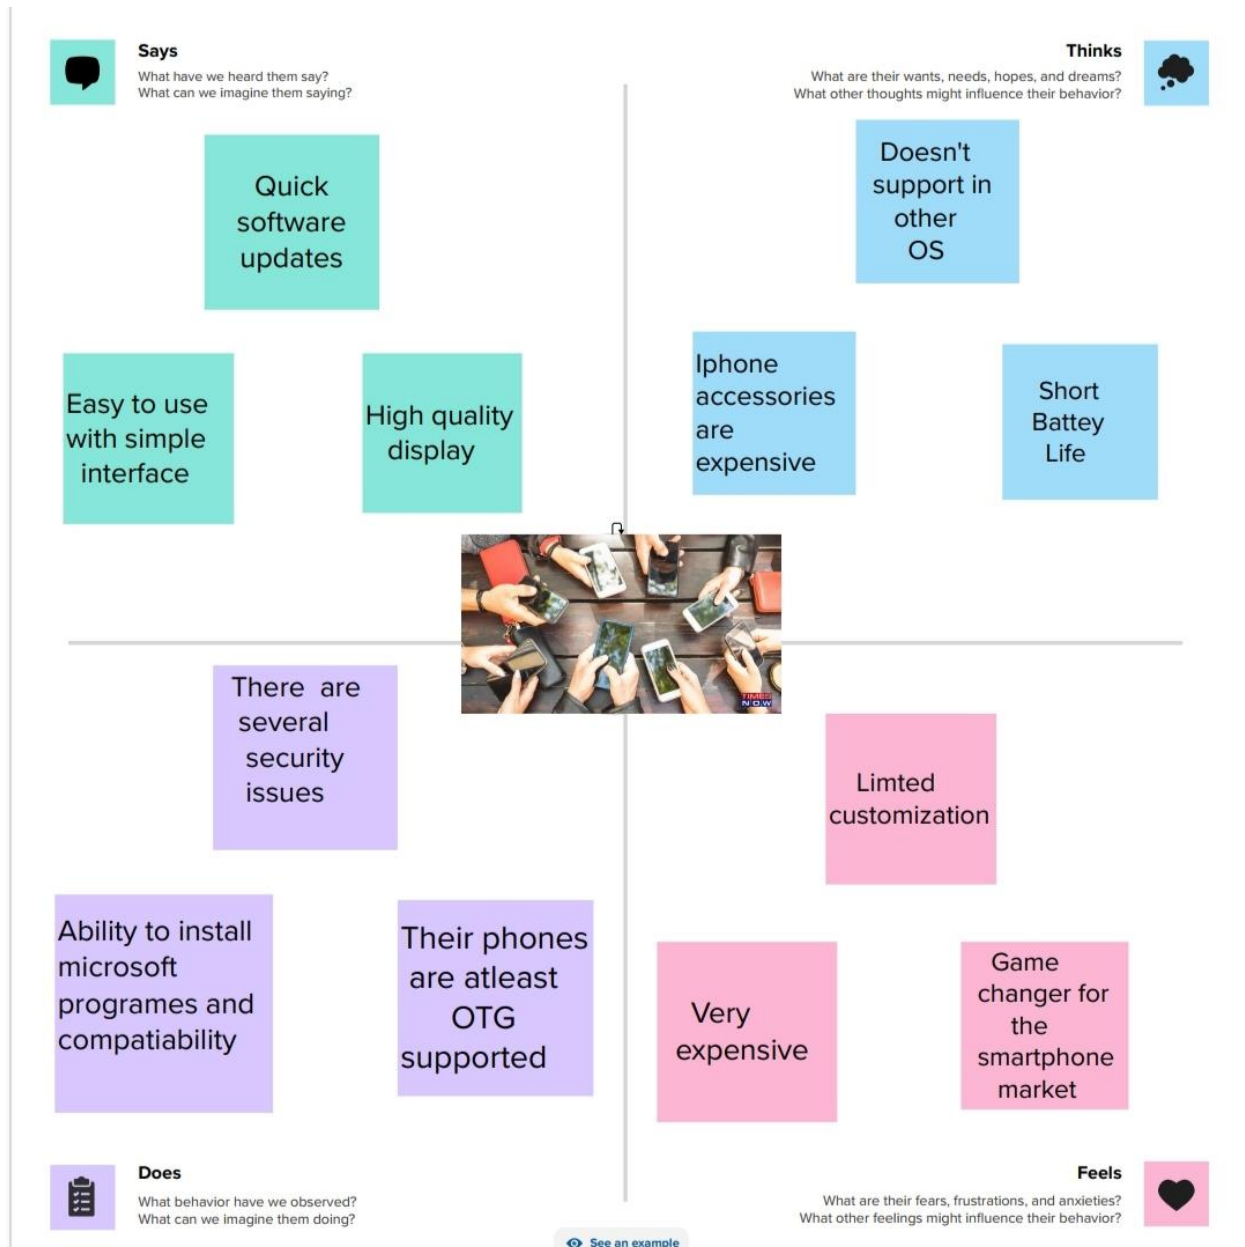 Says
What have we heard them say?
What can we imagine them saying?
Thinks
What are their wants, needs, hopes, and dreams?
What other thoughts might influence their behavior?
Quick
software
updates
Easy to use
with simple
interface
High quality
display
Doesn't
support in
other
OS
Iphone
accessories
are
expensive
Short
Battey
Life
TIMES
NOW
There are
several
security
issues
Ability to install
microsoft
programes and
compatiability
Their phones
are atleast
OTG
supported
Limted
customization
Very
expensive
Game
changer for
the
smartphone
market
Does
What behavior have we observed?
What can we imagine them doing?
Feels
What are their fears, frustrations, and anxieties?
What other feelings might influence their behavior?
See an example